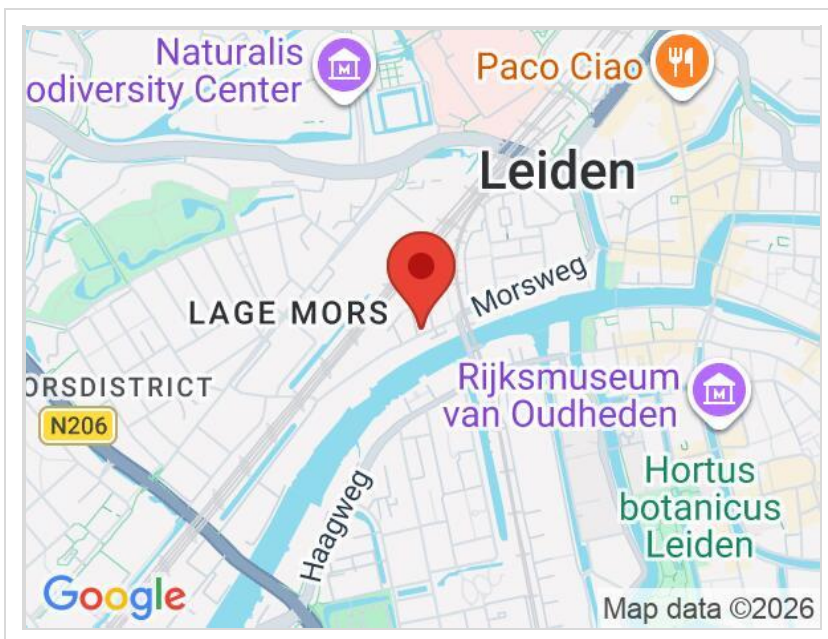 Naturalis
odiversity Center
Paco Ciao
Leiden
Morsweg
LAGE MORS
ORSDISTRICT
N206
Rijksmuseum
van Oudheden
Haagweg
Hortus
botanicus
Leiden
Google
Map data ©2026